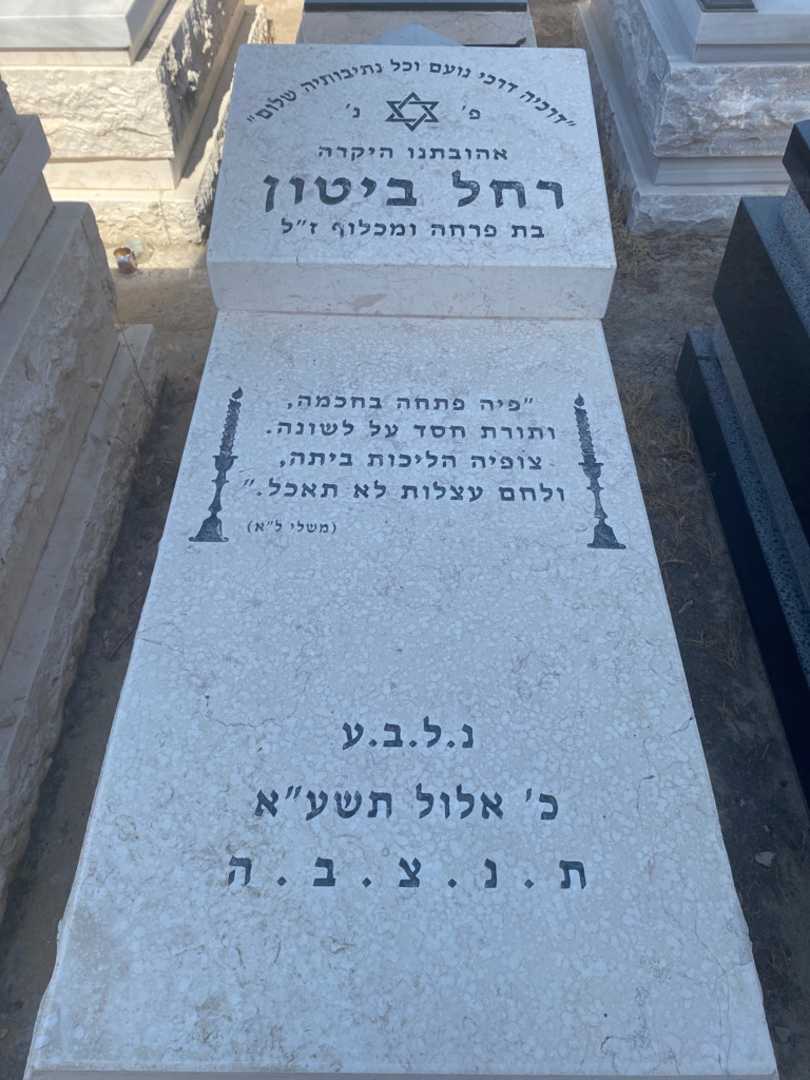 "דרכיה דרכי נועם וכל נתיבותיה שלום"
פ' נ'
אהובתנו היקרה
רחל ביטון
בת פרחה ומכלוף ז"ל
"פיה פתחה בחכמה,
ותורת חסד על לשונה.
צופיה הליכות ביתה,
ולחם עצלות לא תאכל."
(משלי ל"א)
נ.ל.ב.ע
כ' אלול תשע"א
ת.נ.צ.ב.ה